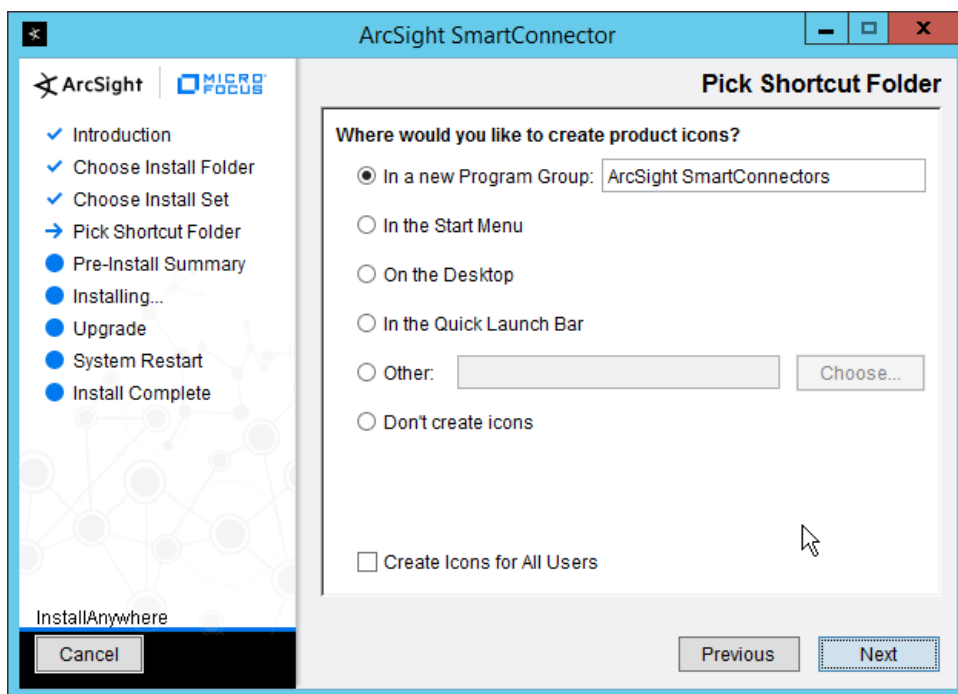 ArcSight SmartConnector
ArcSight MICRO FOCUS
Pick Shortcut Folder
Introduction
Choose Install Folder
Choose Install Set
Pick Shortcut Folder
Pre-Install Summary
Installing...
Upgrade
System Restart
Install Complete
Where would you like to create product icons?
In a new Program Group: ArcSight SmartConnectors
In the Start Menu
On the Desktop
In the Quick Launch Bar
Other: Choose...
Don't create icons
Create Icons for All Users
InstallAnywhere
Cancel Previous Next